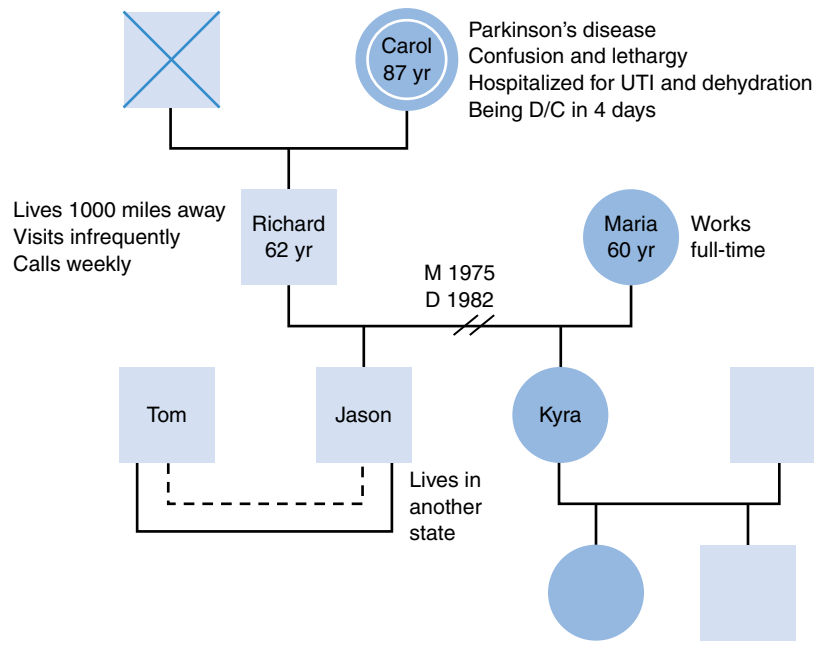 Carol
87 yr
Parkinson's disease
Confusion and lethargy
Hospitalized for UTI and dehydration
Being D/C in 4 days
Lives 1000 miles away
Visits infrequently
Calls weekly
Richard
62 yr
Maria
60 yr
Works
full-time
M 1975
D 1982
Tom
Jason
Kyra
Lives in
another
state